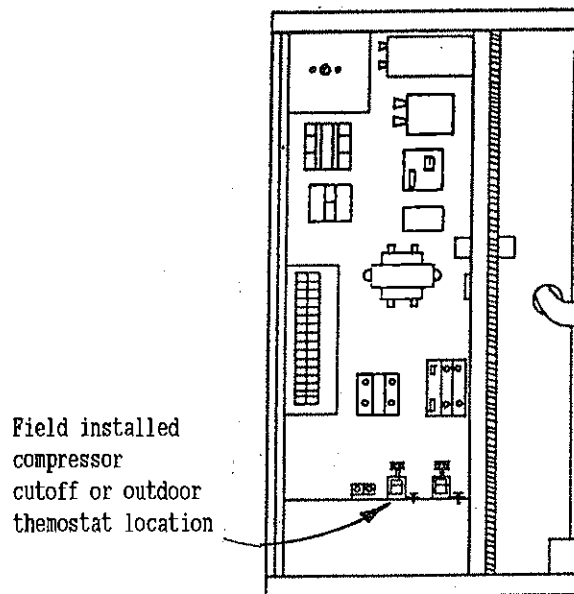 Field installed
compressor
cutoff or outdoor
themostat location